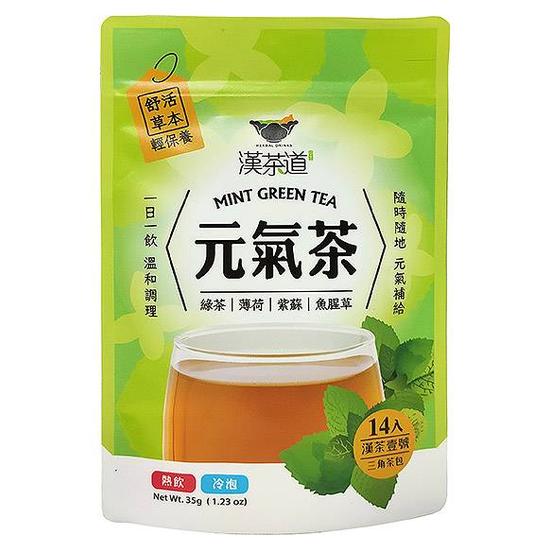 舒活
草本
輕保養
HERBAL DRINKS
漢茶道
MINT GREEN TEA
元氣茶
綠茶|薄荷|紫蘇|魚腥草
一日一飲 溫和調理
隨時隨地 元氣補給
14入
漢茶壹號
三角茶包
熱飲
冷泡
Net Wt. 35g (1.23 oz)